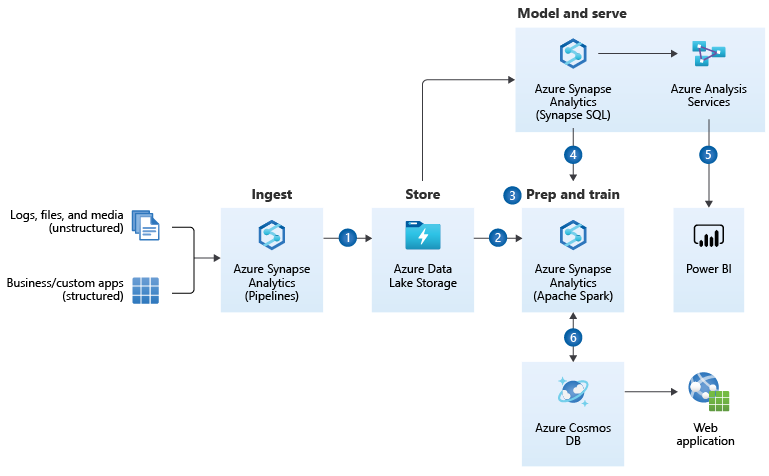 Model and serve
Azure Synapse
Analytics
(Synapse SQL)
Azure Analysis
Services
4
5
Ingest
Store
3
Prep and train
Logs, files, and media
(unstructured)
Business/custom apps
(structured)
Azure Synapse
Analytics
(Pipelines)
1
Azure Data
Lake Storage
2
Azure Synapse
Analytics
(Apache Spark)
Power BI
6
Azure Cosmos
DB
Web
application